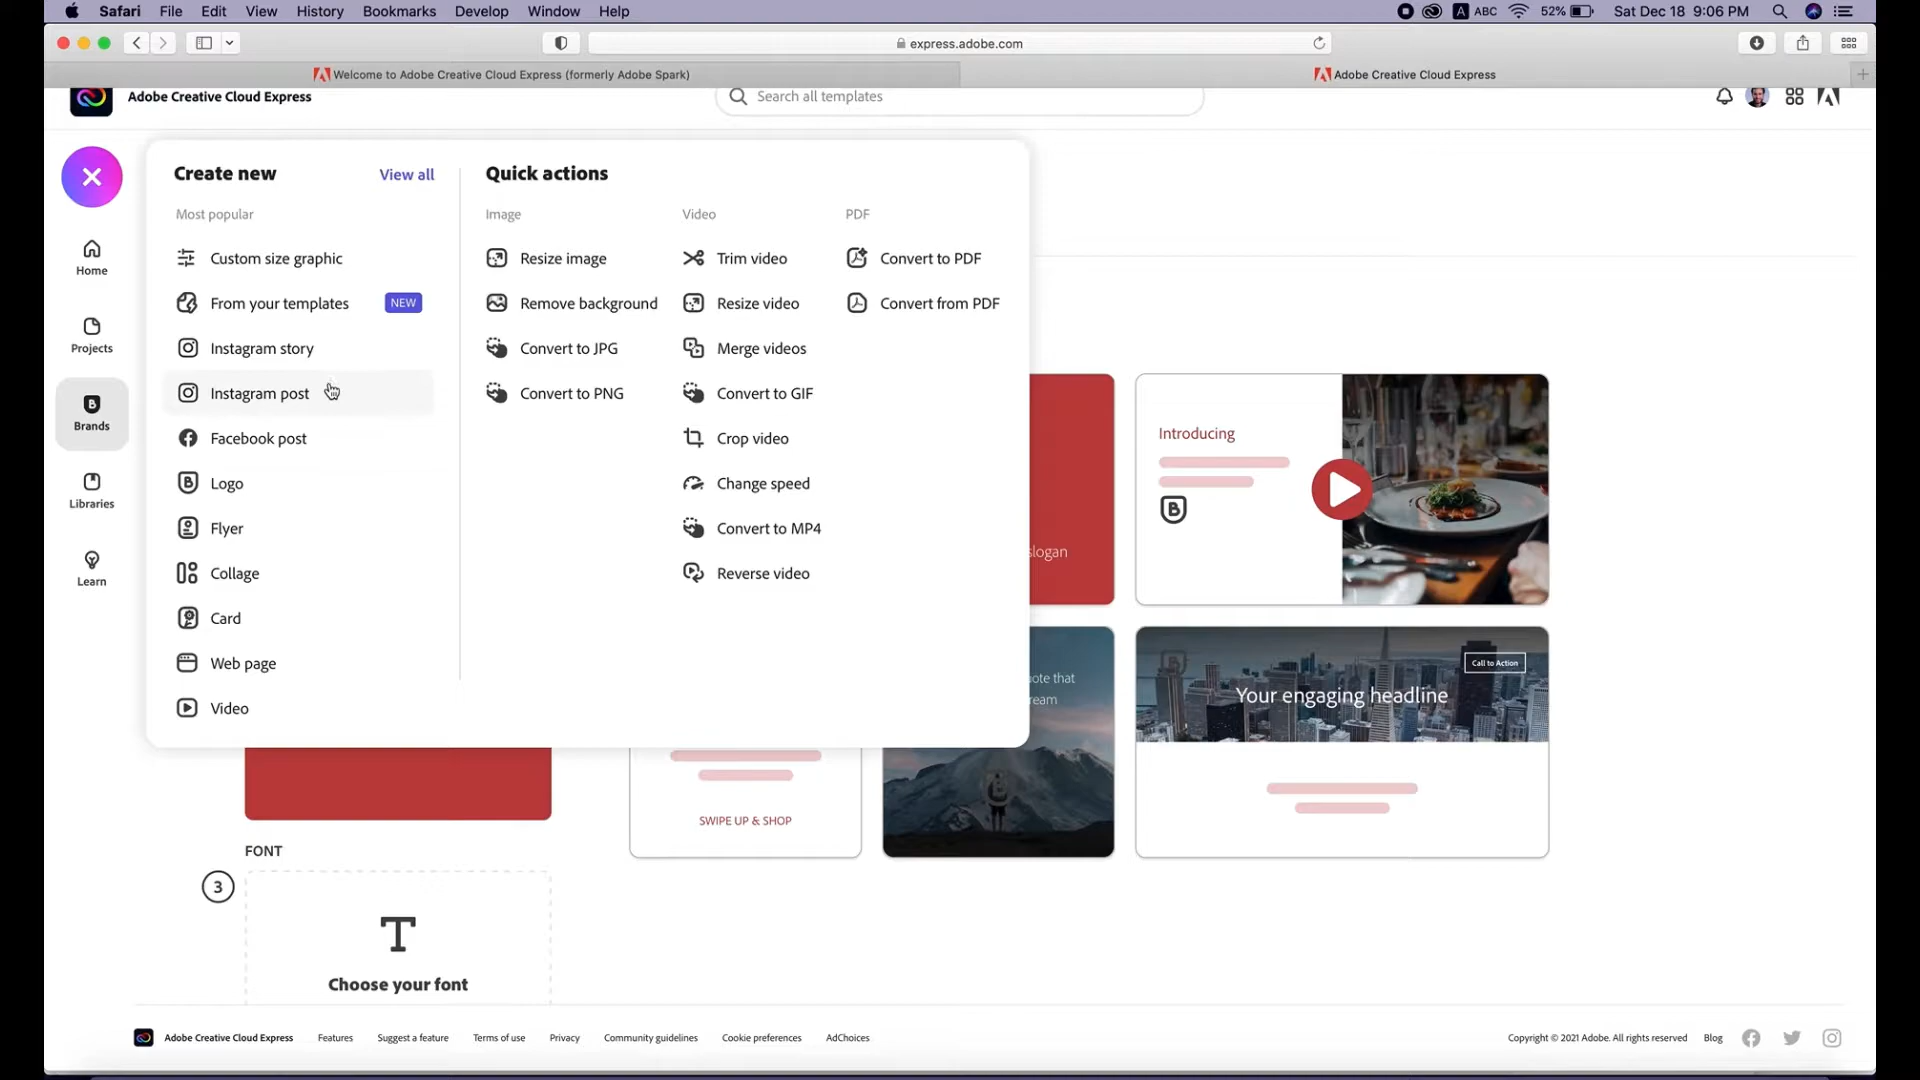 Safari File Edit View History Bookmarks Develop Window Help
A ABC 52% Sat Dec 18 9:06 PM
express.adobe.com
Welcome to Adobe Creative Cloud Express (formerly Adobe Spark)
Adobe Creative Cloud Express
Adobe Creative Cloud Express
Search all templates
Home
Projects
Brands
Libraries
Learn
Create new
View all
Most popular
Custom size graphic
From your templates NEW
Instagram story
Instagram post
Facebook post
Logo
Flyer
Collage
Card
Web page
Video
Quick actions
Image
Resize image
Remove background
Convert to JPG
Convert to PNG
Video
Trim video
Resize video
Merge videos
Convert to GIF
Crop video
Change speed
Convert to MP4
Reverse video
PDF
Convert to PDF
Convert from PDF
slogan
Introducing
B
SWIPE UP & SHOP
uote that
ream
Call to Action
Your engaging headline
FONT
3
T
Choose your font
Adobe Creative Cloud Express Features Suggest a feature Terms of use Privacy Community guidelines Cookie preferences AdChoices
Copyright © 2021 Adobe. All rights reserved Blog